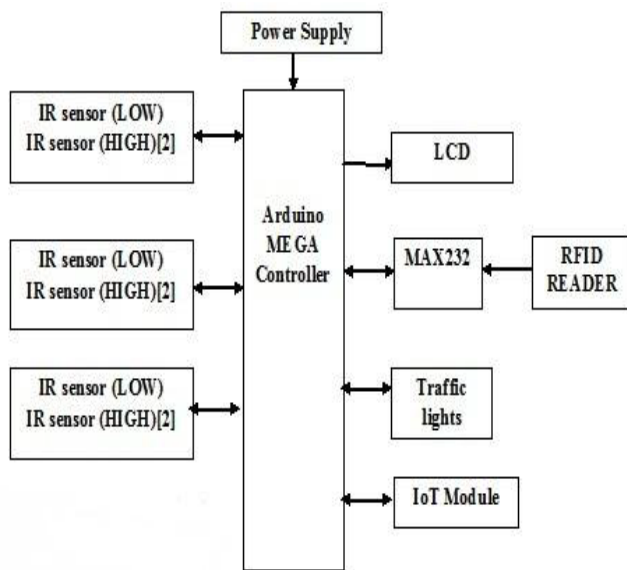 Power Supply
IR sensor (LOW)
IR sensor (HIGH)[2]
IR sensor (LOW)
IR sensor (HIGH)[2]
IR sensor (LOW)
IR sensor (HIGH)[2]
Arduino
MEGA
Controller
LCD
MAX232
RFID
READER
Traffic
lights
IoT Module